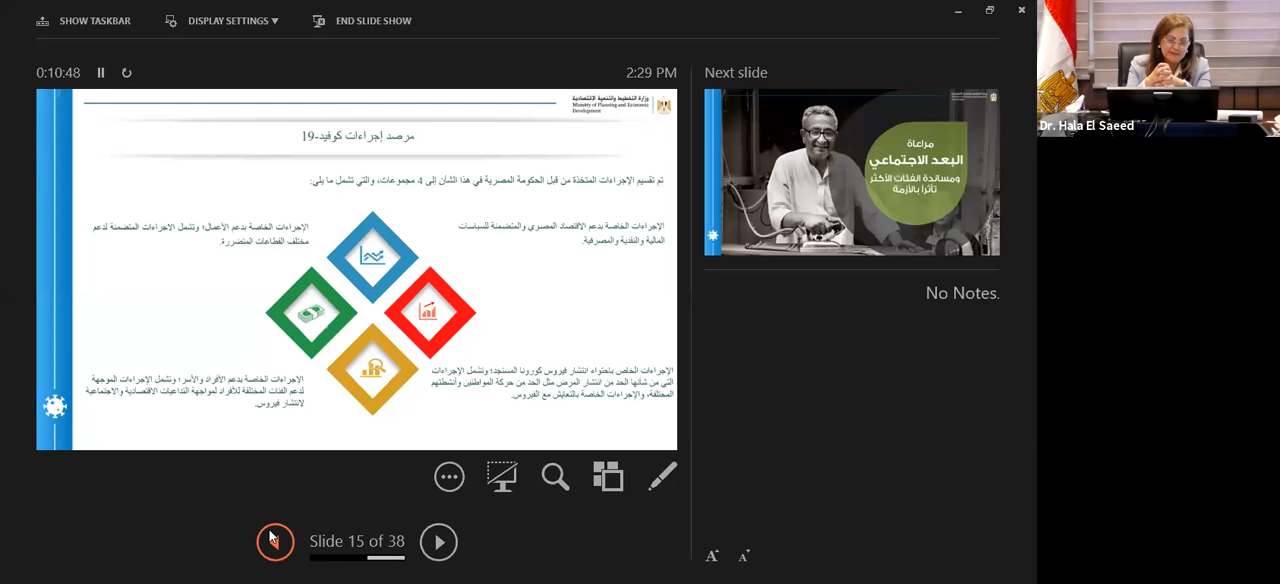 SHOW TASKBAR
DISPLAY SETTINGS
END SLIDE SHOW
0:10:48
2:29 PM
Next slide
وزارة التخطيط والتنمية الاقتصادية
Ministry of Planning and Economic
Development
مرصد إجراءات كوفيد-19
تم تقسيم الإجراءات المتخذة من قبل الحكومة المصرية في هذا الشأن إلى 4 مجموعات، والتي تشمل ما يلي:
الإجراءات الخاصة بدعم الاقتصاد المصري والمتضمنة للسياسات
المالية والنقدية والمصرفية.
الإجراءات الخاصة بدعم الأعمال؛ وتشمل الاجراءات المتضمنة لدعم
مختلف القطاعات المتضررة.
الإجراءات الخاص باحتواء انتشار فيروس كورونا المستجد؛ وتشمل الإجراءات
التي من شأنها الحد من انتشار المرض مثل الحد من حركة المواطنين وأنشطتهم
المختلفة، والإجراءات الخاصة بالتعايش مع الفيروس.
الإجراءات الخاصة بدعم الأفراد والأسر؛ وتشمل الإجراءات الموجهة
لدعم الفئات المختلفة للأفراد لمواجهة التداعيات الاقتصادية والاجتماعية
لانتشار فيروس.
مراعاة
البعد الاجتماعي
ومساندة الفئات الأكثر
تأثرا بالأزمة
No Notes.
Slide 15 of 38
A A
Dr. Hala El Saeed